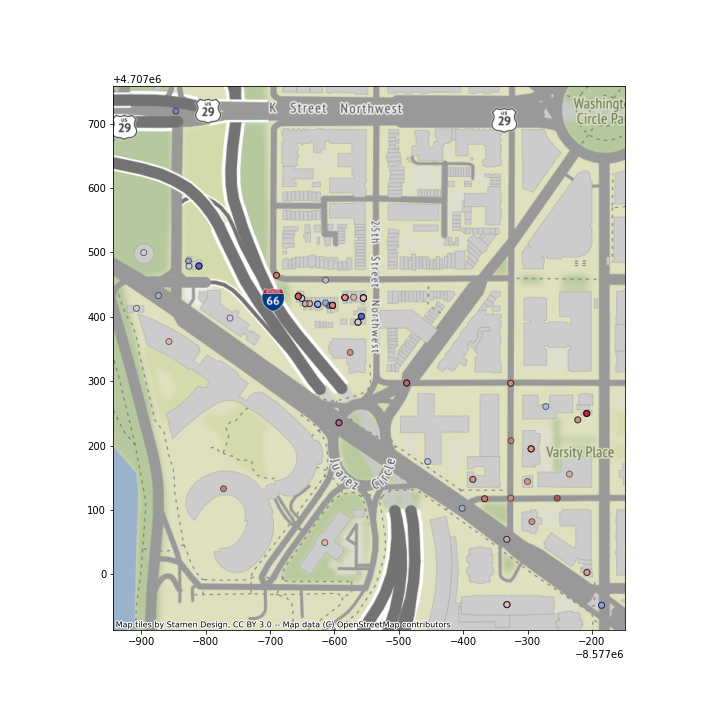 +4.707e6
700
600
500
400
300
200
100
0
−900
−800
−700
−600
−500
−400
−300
−200
−8.577e6
US
29
US
29
US
29
K Street Northwest
Washingt
Circle Pa
25th Street Northwest
66
Juarez Circle
Varsity Place
Map tiles by Stamen Design, CC BY 3.0 -- Map data (C) OpenStreetMap contributors